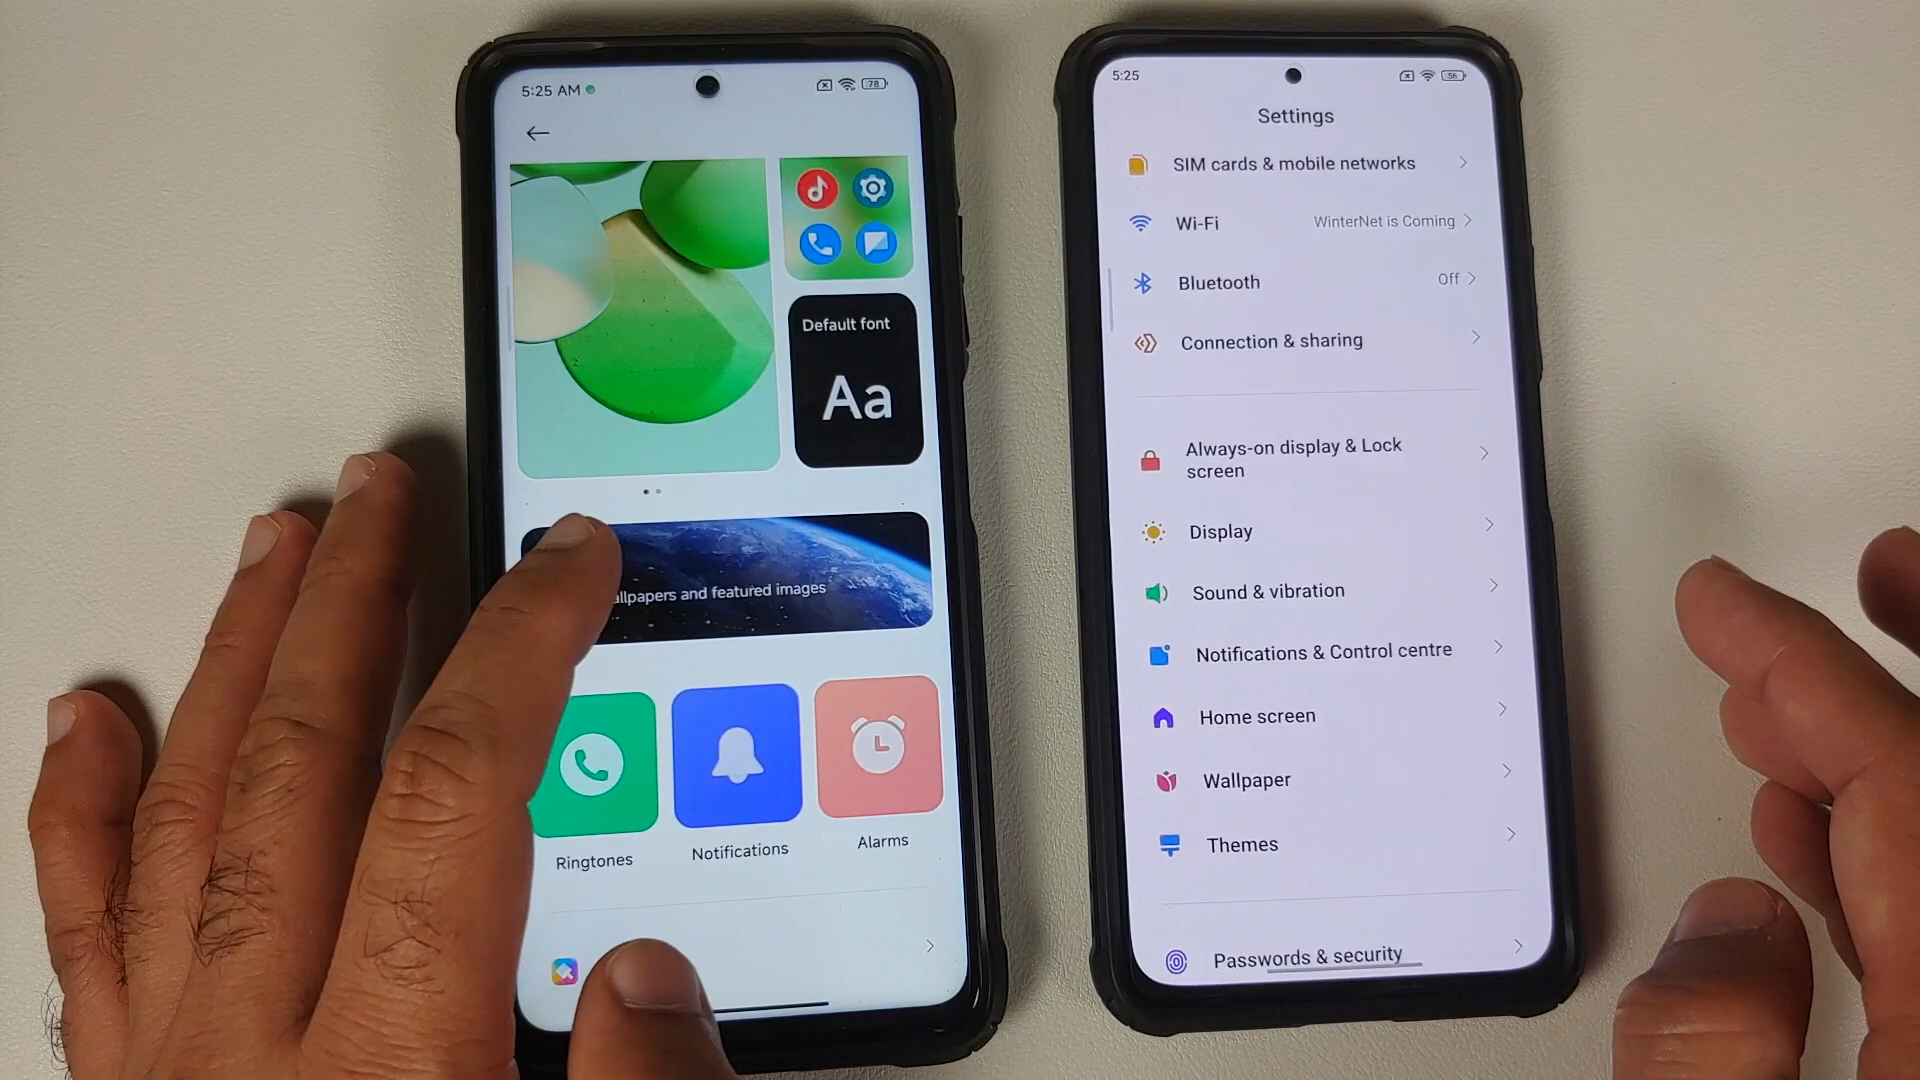 5:25 AM
78
Default font
Aa
allpapers and featured images
Ringtones
Notifications
Alarms
5:25
56
Settings
SIM cards & mobile networks
Wi-Fi
WinterNet is Coming
Bluetooth
Off
Connection & sharing
Always-on display & Lock
screen
Display
Sound & vibration
Notifications & Control centre
Home screen
Wallpaper
Themes
Passwords & security